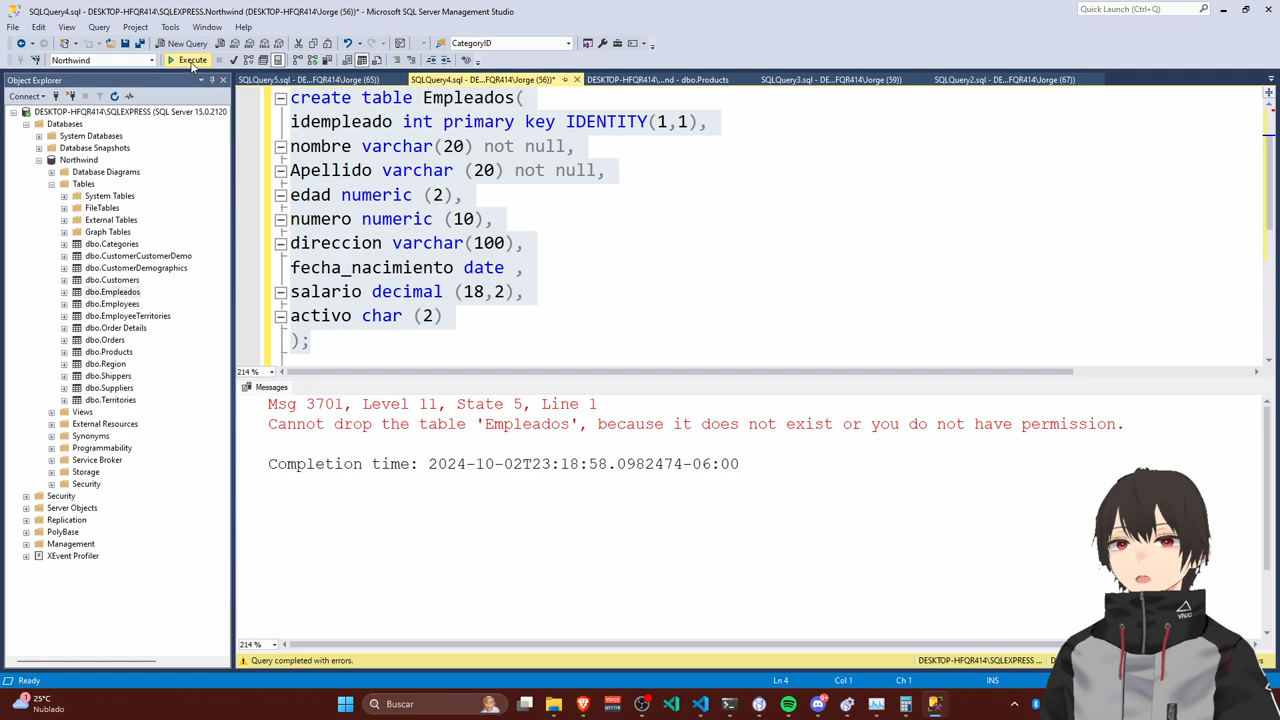 SQLQuery4.sql - DESKTOP-HFQR414\SQLEXPRESS.Northwind (DESKTOP-HFQR414\Jorge (56))* - Microsoft SQL Server Management Studio
Quick Launch (Ctrl+Q)
File Edit View Query Project Tools Window Help
New Query
CategoryID
Northwind
Execute
Object Explorer
SQLQuery5.sql - DE...FQR414\Jorge (65))
SQLQuery4.sql - DE...FQR414\Jorge (56))*
DESKTOP-HFQR414\...nd - dbo.Products
SQLQuery3.sql - DE...FQR414\Jorge (59))
SQLQuery2.sql - DE...FQR414\Jorge (67))
Connect
DESKTOP-HFQR414\SQLEXPRESS (SQL Server 15.0.2120
Databases
System Databases
Database Snapshots
Northwind
Database Diagrams
Tables
System Tables
FileTables
External Tables
Graph Tables
dbo.Categories
dbo.CustomerCustomerDemo
dbo.CustomerDemographics
dbo.Customers
dbo.Empleados
dbo.Employees
dbo.EmployeeTerritories
dbo.Order Details
dbo.Orders
dbo.Products
dbo.Region
dbo.Shippers
dbo.Suppliers
dbo.Territories
Views
External Resources
Synonyms
Programmability
Service Broker
Storage
Security
Security
Server Objects
Replication
PolyBase
Management
XEvent Profiler
create table Empleados(
idempleado int primary key IDENTITY(1,1),
nombre varchar(20) not null,
Apellido varchar (20) not null,
edad numeric (2),
numero numeric (10),
direccion varchar(100),
fecha_nacimiento date ,
salario decimal (18,2),
activo char (2)
);
214 %
Messages
Msg 3701, Level 11, State 5, Line 1
Cannot drop the table 'Empleados', because it does not exist or you do not have permission.
Completion time: 2024-10-02T23:18:58.0982474-06:00
214 %
Query completed with errors.
DESKTOP-HFQR414\SQLEXPRESS ...
Ready
Ln 4
Col 1
Ch 1
INS
25°C
Nublado
Buscar